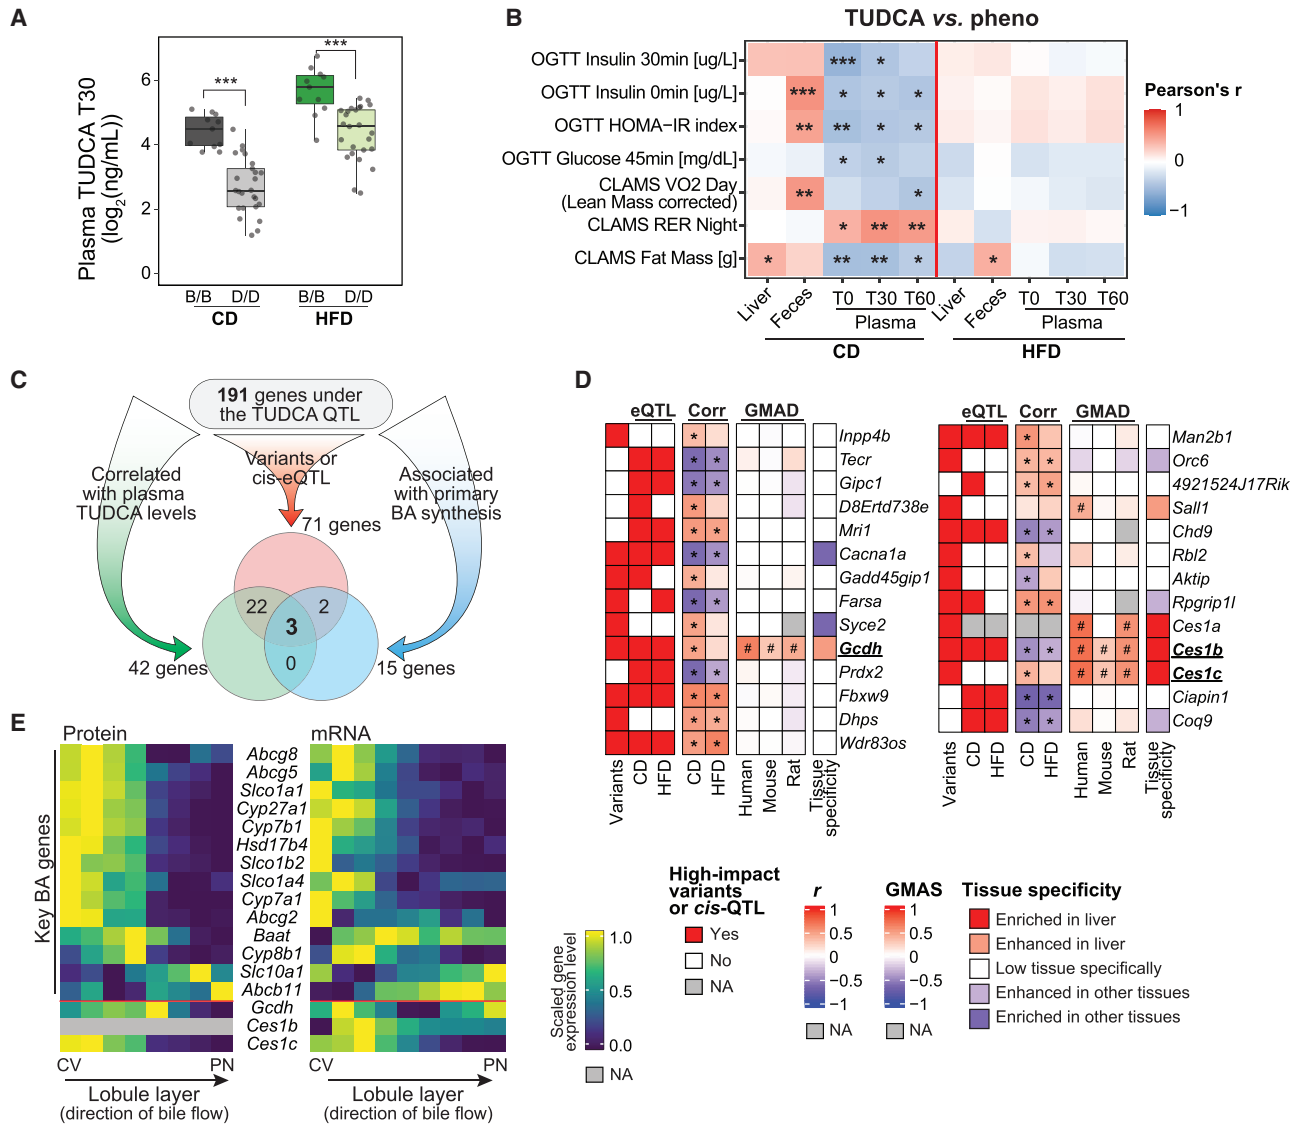 A
Plasma TUDCA T30
(log2(ng/mL))
6
4
2
0
***
***
B/B
D/D
B/B
D/D
CD
HFD
B
TUDCA vs. pheno
OGTT Insulin 30min [ug/L]
OGTT Insulin 0min [ug/L]
OGTT HOMA−IR index
OGTT Glucose 45min [mg/dL]
CLAMS VO2 Day
(Lean Mass corrected)
CLAMS RER Night
CLAMS Fat Mass [g]
*** *
*** * * *
** ** * *
* *
** *
* ** **
* ** ** * *
Liver
Feces
T0
T30
T60
Liver
Feces
T0
T30
T60
Plasma
Plasma
CD
HFD
Pearson's r
1
0
−1
C
191 genes under
the TUDCA QTL
Correlated
with plasma
TUDCA levels
Variants or
cis-eQTL
Associated
with primary
BA synthesis
71 genes
22
2
3
0
42 genes
15 genes
D
eQTL
Corr
GMAD
Inpp4b
Tecr
Gipc1
D8Ertd738e
Mri1
Cacna1a
Gadd45gip1
Farsa
Syce2
Gcdh
Prdx2
Fbxw9
Dhps
Wdr83os
*
* *
* *
*
* *
* *
*
* *
*
* # # #
* *
* *
* *
* *
Variants
CD
HFD
CD
HFD
Human
Mouse
Rat
Tissue
specificity
eQTL
Corr
GMAD
Man2b1
Orc6
4921524J17Rik
Sall1
Chd9
Rbl2
Aktip
Rpgrip1l
Ces1a
Ces1b
Ces1c
Ciapin1
Coq9
*
* *
* *
#
* *
*
*
* *
# #
* * # # #
* # # #
* *
* *
Variants
CD
HFD
CD
HFD
Human
Mouse
Rat
Tissue
specificity
High-impact
variants
or cis-QTL
Yes
No
NA
r
1
0.5
0
−0.5
−1
NA
GMAS
1
0.5
0
−0.5
−1
NA
Tissue specificity
Enriched in liver
Enhanced in liver
Low tissue specifically
Enhanced in other tissues
Enriched in other tissues
E
Protein
mRNA
Key BA genes
Abcg8
Abcg5
Slco1a1
Cyp27a1
Cyp7b1
Hsd17b4
Slco1b2
Slco1a4
Cyp7a1
Abcg2
Baat
Cyp8b1
Slc10a1
Abcb11
Gcdh
Ces1b
Ces1c
CV
PN
Lobule layer
(direction of bile flow)
CV
PN
Lobule layer
(direction of bile flow)
Scaled gene
expression level
1.0
0.5
0.0
NA